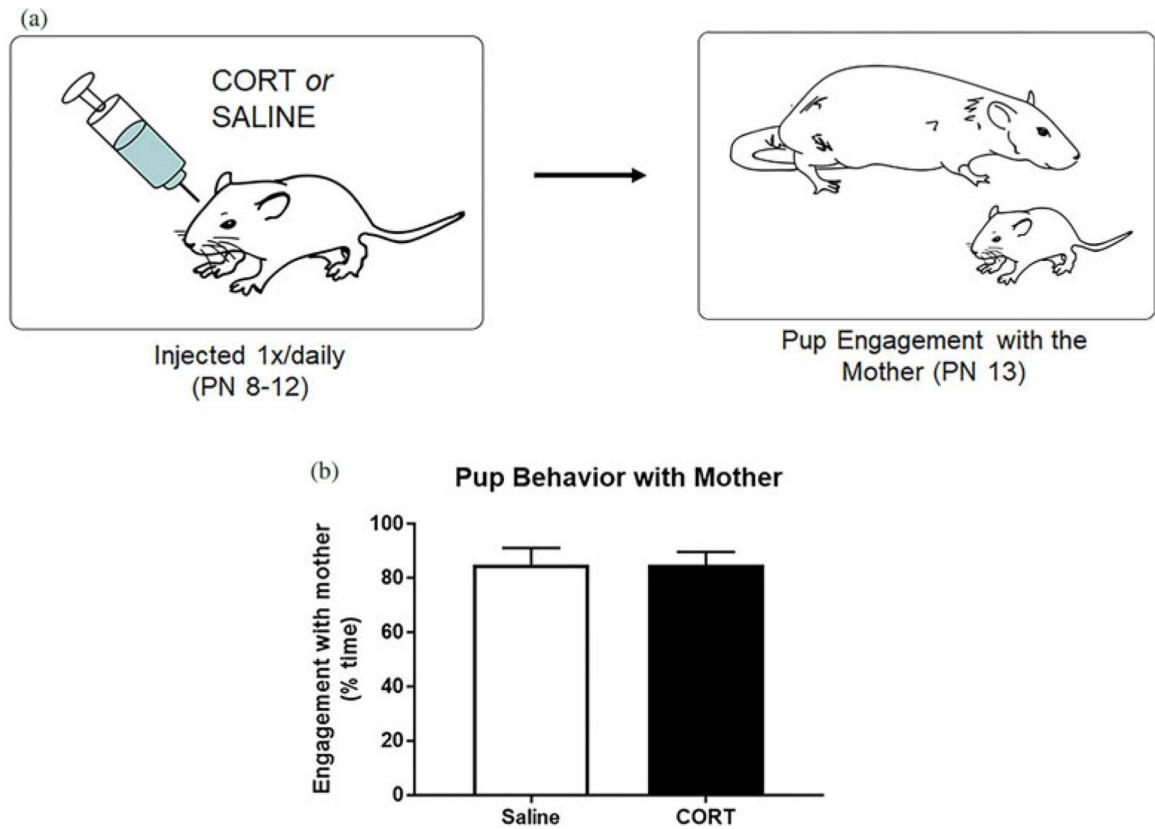 (a)
CORT or
SALINE
Injected 1x/daily
(PN 8-12)
Pup Engagement with the
Mother (PN 13)
(b)
Pup Behavior with Mother
Engagement with mother
(% time)
100
80
60
40
20
0
Saline
CORT